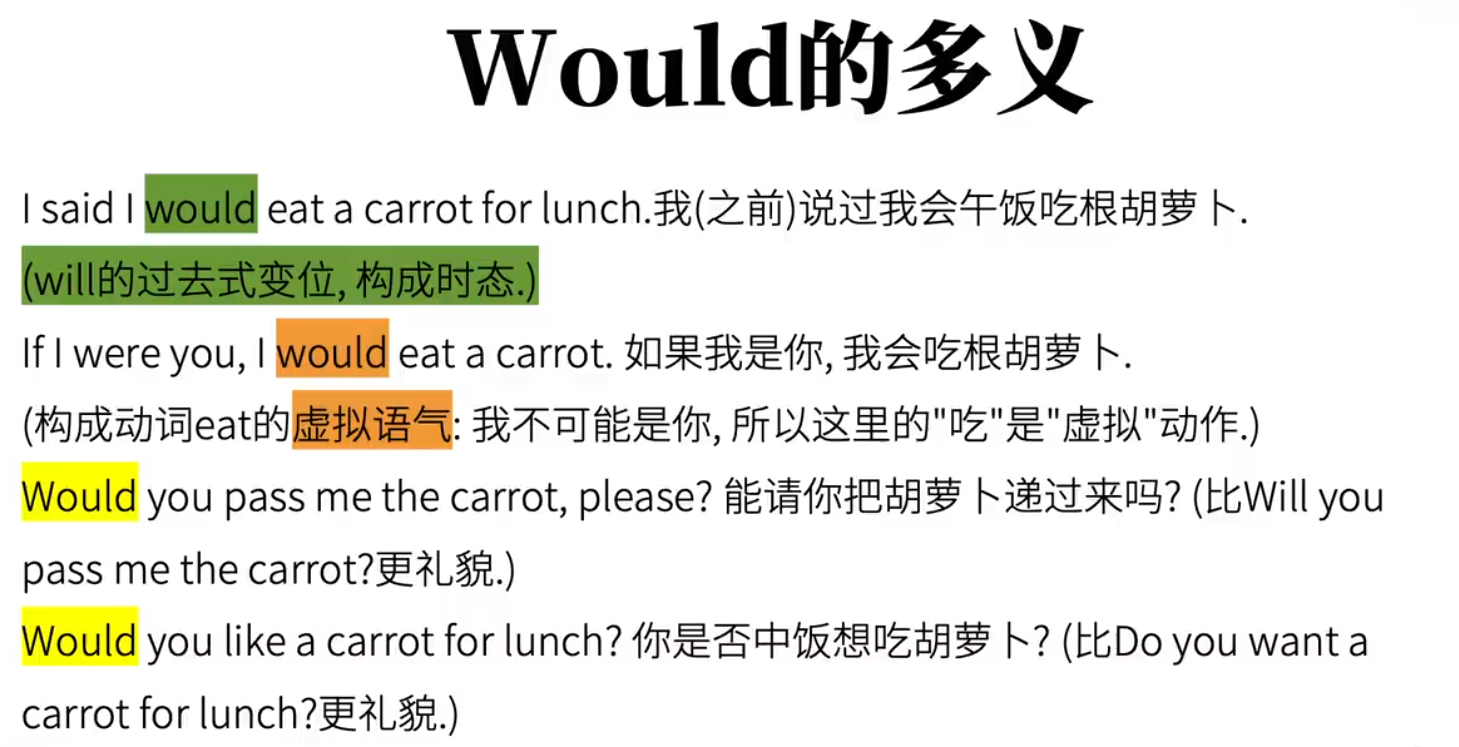 Would的多义
I said I would eat a carrot for lunch.我(之前)说过我会午饭吃根胡萝卜.
(will的过去式变位, 构成时态.)
If I were you, I would eat a carrot. 如果我是你, 我会吃根胡萝卜.
(构成动词eat的虚拟语气: 我不可能是你, 所以这里的"吃"是"虚拟"动作.)
Would you pass me the carrot, please? 能请你把胡萝卜递过来吗? (比Will you
pass me the carrot?更礼貌.)
Would you like a carrot for lunch? 你是否中饭想吃胡萝卜? (比Do you want a
carrot for lunch?更礼貌.)